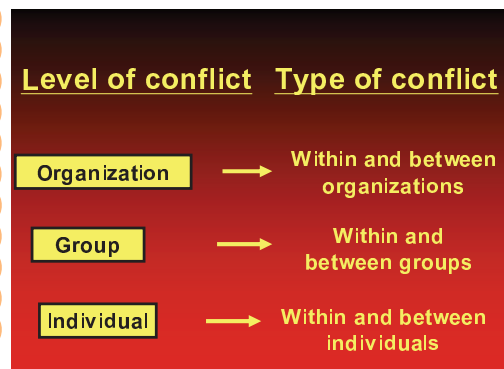 Level of conflict Type of conflict
Organization
Within and between
organizations
Group
Within and
between groups
Individual
Within and between
individuals